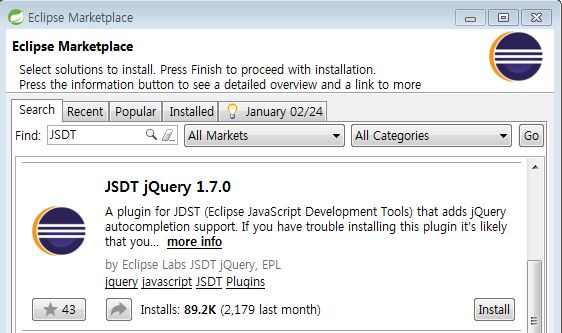 Eclipse Marketplace
Eclipse Marketplace
Select solutions to install. Press Finish to proceed with installation.
Press the information button to see a detailed overview and a link to more
Search Recent Popular Installed January 02/24
Find: JSDT All Markets All Categories Go
JSDT jQuery 1.7.0
A plugin for JDST (Eclipse JavaScript Development Tools) that adds jQuery
autocompletion support. If you have trouble installing this plugin it's likely
that you... more info
by Eclipse Labs JSDT jQuery, EPL
jquery javascript JSDT Plugins
43 Installs: 89.2K (2,179 last month) Install